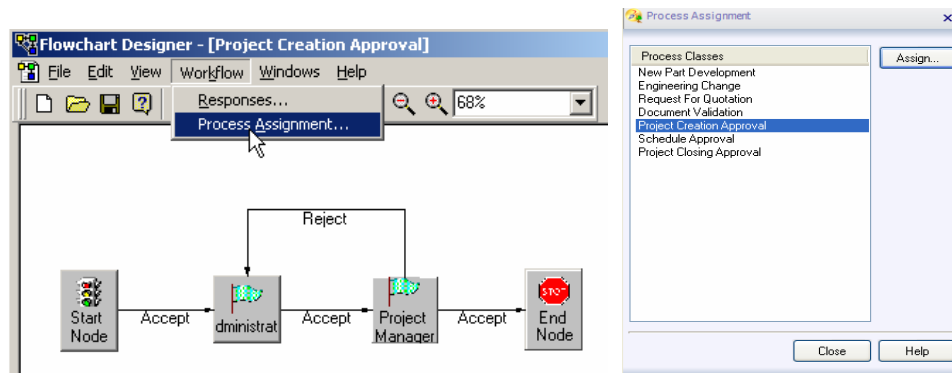 Flowchart Designer - [Project Creation Approval]
File Edit View Workflow Windows Help
68%
Responses...
Process Assignment...
Reject
Start
Node
Accept
dministrat
Accept
Project
Manager
Accept
End
Node
STOP
Process Assignment
Process Classes
New Part Development
Engineering Change
Request For Quotation
Document Validation
Project Creation Approval
Schedule Approval
Project Closing Approval
Assign...
Close
Help